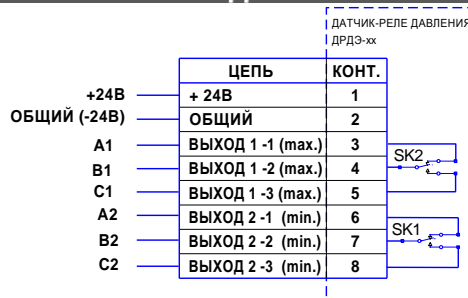 ДАТЧИК-РЕЛЕ ДАВЛЕНИЯ
ДРДЭ-xx
ЦЕПЬ КОНТ.
+24В + 24В 1
ОБЩИЙ (-24В) ОБЩИЙ 2
A1 ВЫХОД 1 -1 (max.) 3
B1 ВЫХОД 1 -2 (max.) 4
C1 ВЫХОД 1 -3 (max.) 5
A2 ВЫХОД 2 -1 (min.) 6
B2 ВЫХОД 2 -2 (min.) 7
C2 ВЫХОД 2 -3 (min.) 8
SK2
SK1